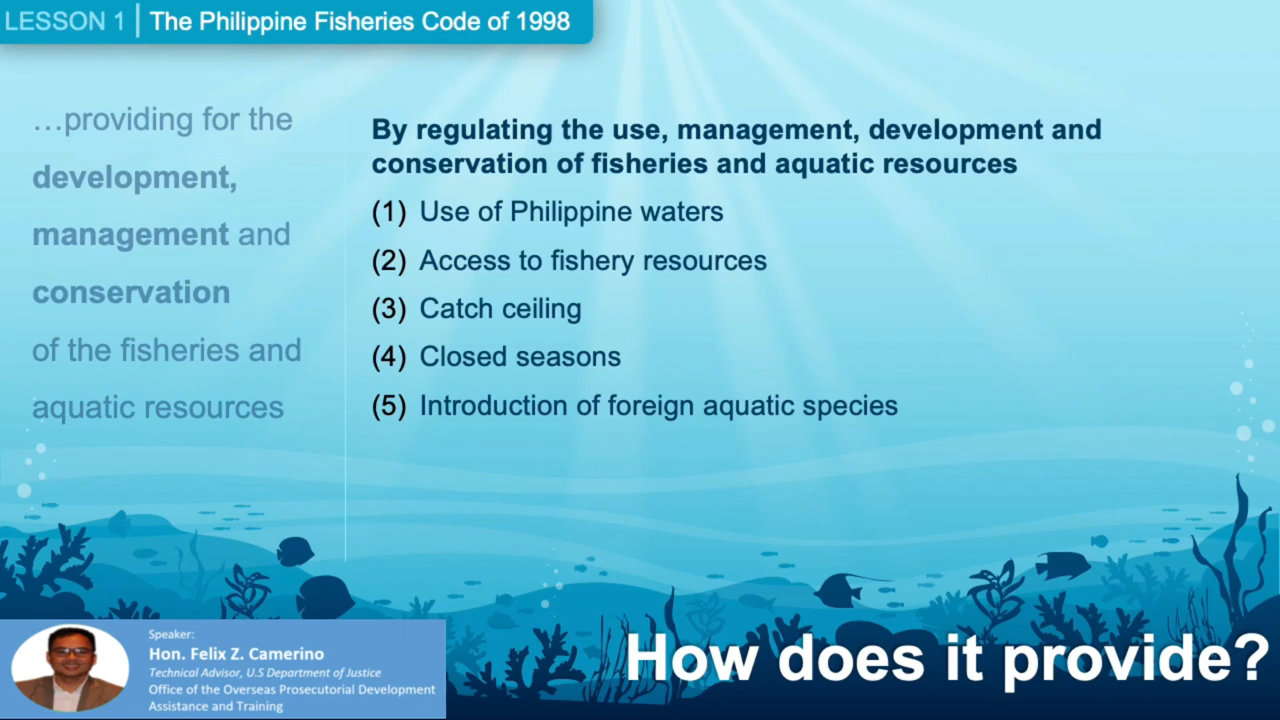 LESSON 1 | The Philippine Fisheries Code of 1998
…providing for the
development,
management and
conservation
of the fisheries and
aquatic resources
By regulating the use, management, development and
conservation of fisheries and aquatic resources
(1) Use of Philippine waters
(2) Access to fishery resources
(3) Catch ceiling
(4) Closed seasons
(5) Introduction of foreign aquatic species
Speaker:
Hon. Felix Z. Camerino
Technical Advisor, U.S Department of Justice
Office of the Overseas Prosecutorial Development
Assistance and Training
How does it provide?